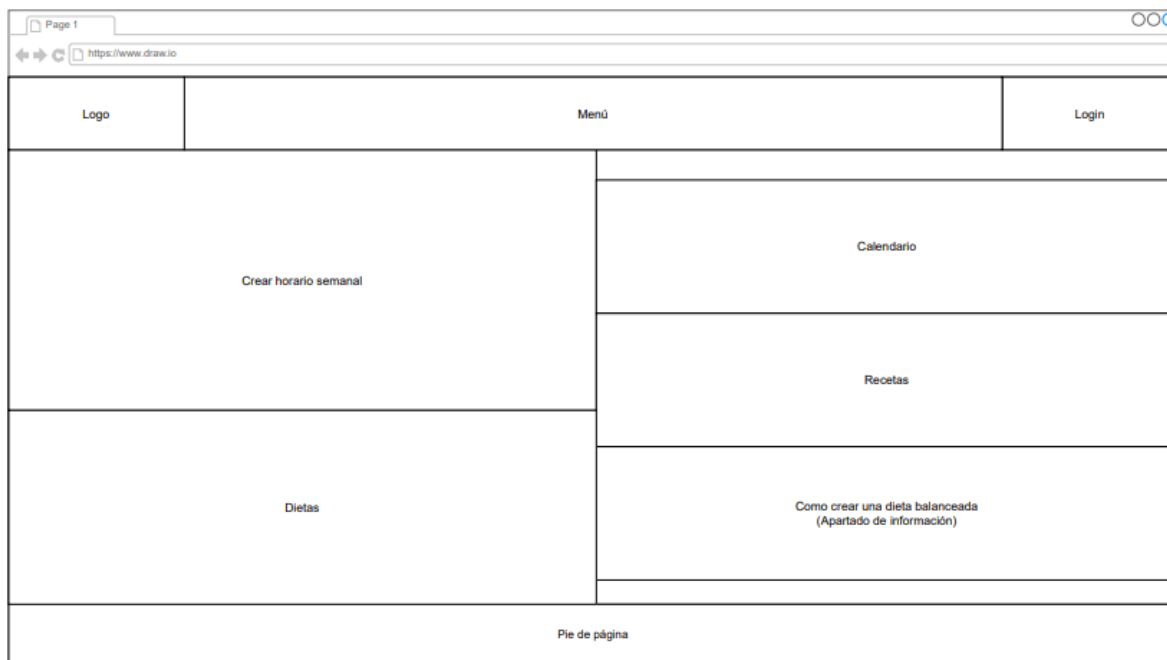 Page 1
https://www.draw.io
Logo
Menú
Login
Crear horario semanal
Dietas
Calendario
Recetas
Como crear una dieta balanceada
(Apartado de información)
Pie de página